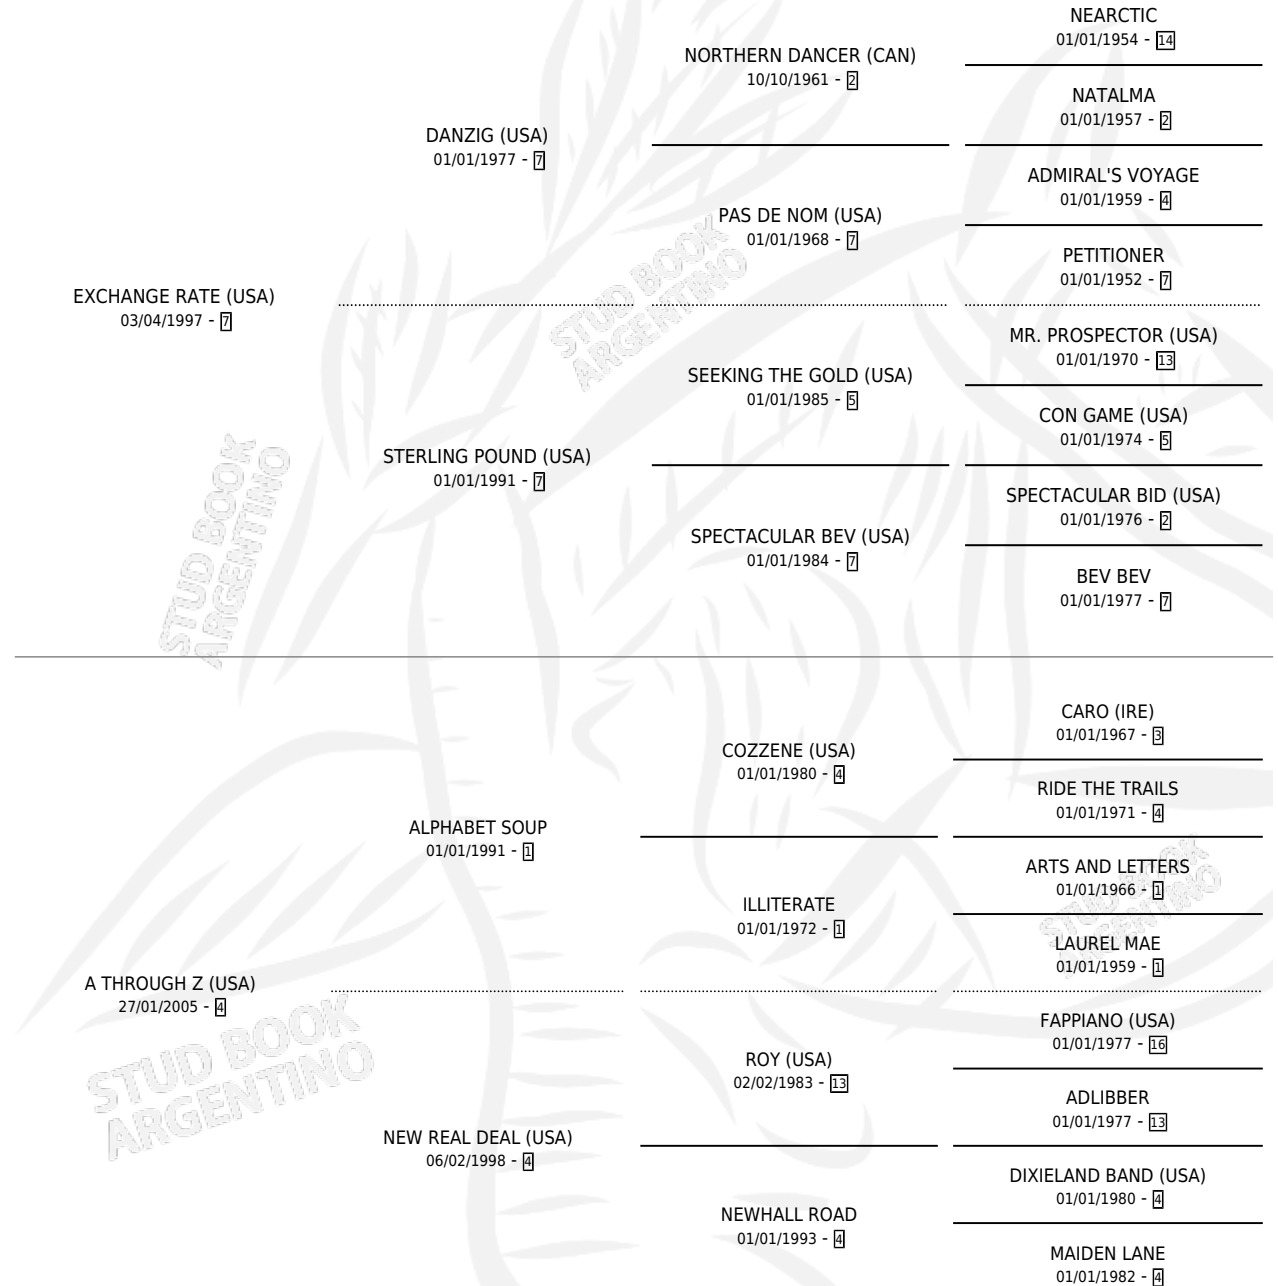 NEARCTIC
01/01/1954 - 14
NORTHERN DANCER (CAN)
10/10/1961 - 2
NATALMA
01/01/1957 - 2
DANZIG (USA)
01/01/1977 - 7
ADMIRAL'S VOYAGE
01/01/1959 - 4
PAS DE NOM (USA)
01/01/1968 - 7
PETITIONER
01/01/1952 - 7
EXCHANGE RATE (USA)
03/04/1997 - 7
STUD BOOK
ARGENTINO
MR. PROSPECTOR (USA)
01/01/1970 - 13
SEEKING THE GOLD (USA)
01/01/1985 - 5
CON GAME (USA)
01/01/1974 - 5
STERLING POUND (USA)
01/01/1991 - 7
SPECTACULAR BID (USA)
01/01/1976 - 2
SPECTACULAR BEV (USA)
01/01/1984 - 7
BEV BEV
01/01/1977 - 7
STUD BOOK
ARGENTINO
CARO (IRE)
01/01/1967 - 3
COZZENE (USA)
01/01/1980 - 4
RIDE THE TRAILS
01/01/1971 - 4
ALPHABET SOUP
01/01/1991 - 1
ARTS AND LETTERS
01/01/1966 - 1
STUD BOOK
ARGENTINO
ILLITERATE
01/01/1972 - 1
LAUREL MAE
01/01/1959 - 1
A THROUGH Z (USA)
27/01/2005 - 4
STUD BOOK
ARGENTINO
FAPPIANO (USA)
01/01/1977 - 16
ROY (USA)
02/02/1983 - 13
ADLIBBER
01/01/1977 - 13
NEW REAL DEAL (USA)
06/02/1998 - 4
DIXIELAND BAND (USA)
01/01/1980 - 4
NEWHALL ROAD
01/01/1993 - 4
MAIDEN LANE
01/01/1982 - 4